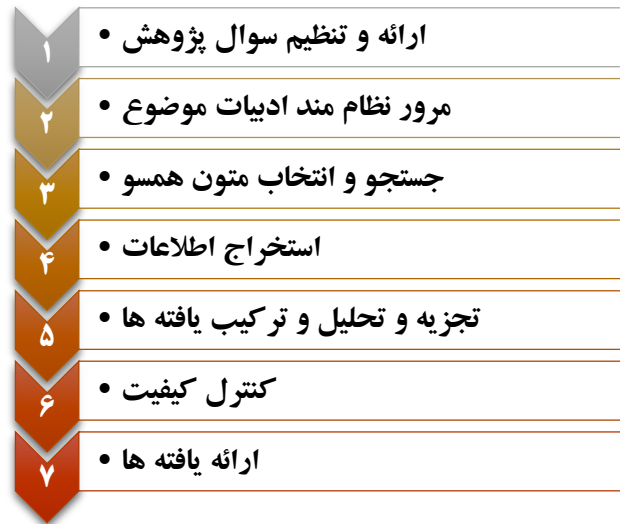 ۱ • ارائه و تنظیم سوال پژوهش
۲ • مرور نظام مند ادبیات موضوع
۳ • جستجو و انتخاب متون همسو
۴ • استخراج اطلاعات
۵ • تجزیه و تحلیل و ترکیب یافته ها
۶ • کنترل کیفیت
۷ • ارائه یافته ها